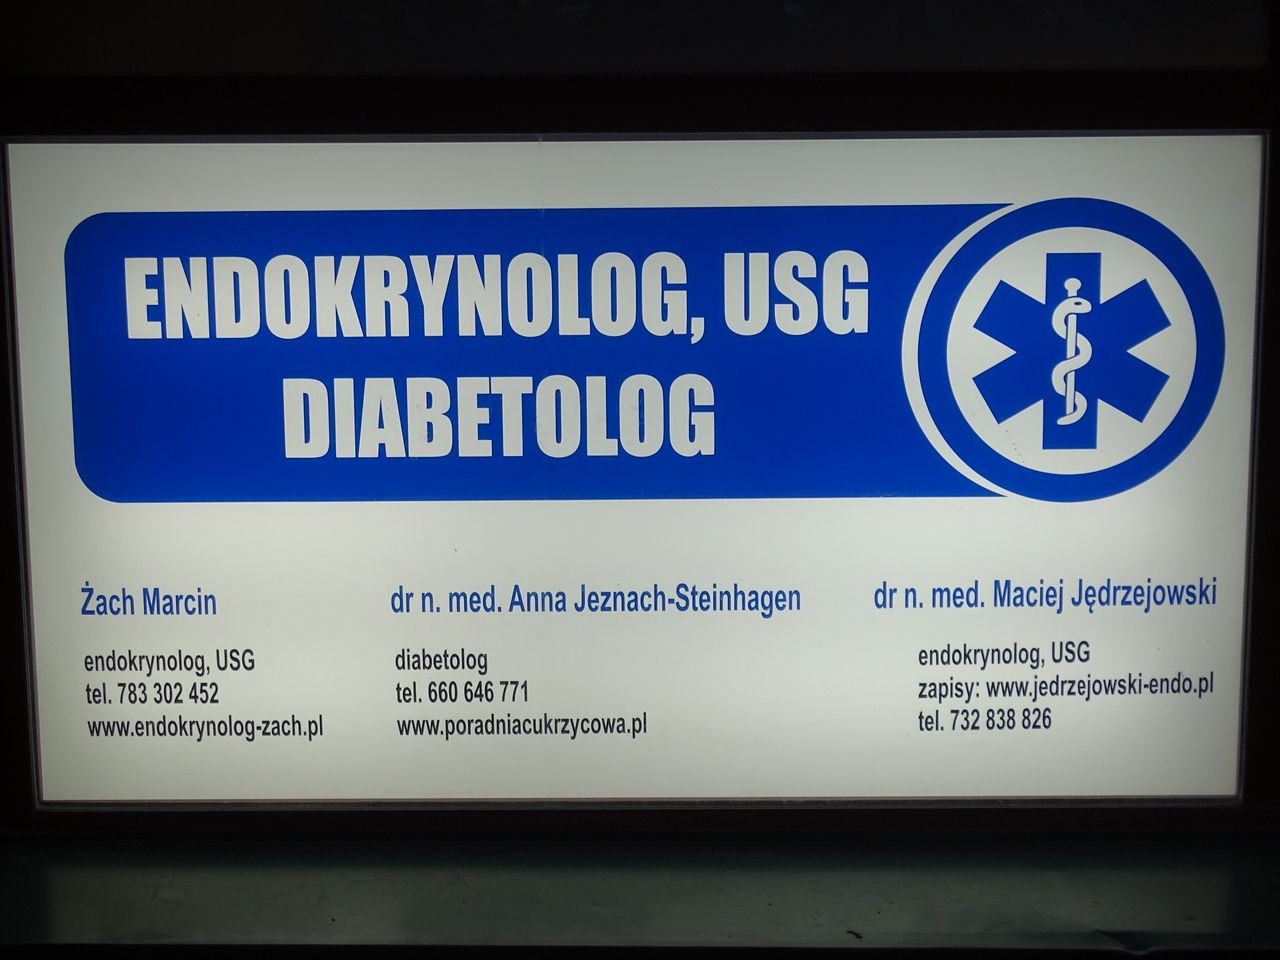 ENDOKRYNOLOG, USG
DIABETOLOG
Żach Marcin
endokrynolog, USG
tel. 783 302 452
www.endokrynolog-zach.pl
dr n. med. Anna Jeznach-Steinhagen
diabetolog
tel. 660 646 771
www.poradniacukrzycowa.pl
dr n. med. Maciej Jędrzejowski
endokrynolog, USG
zapisy: www.jedrzejowski-endo.pl
tel. 732 838 826